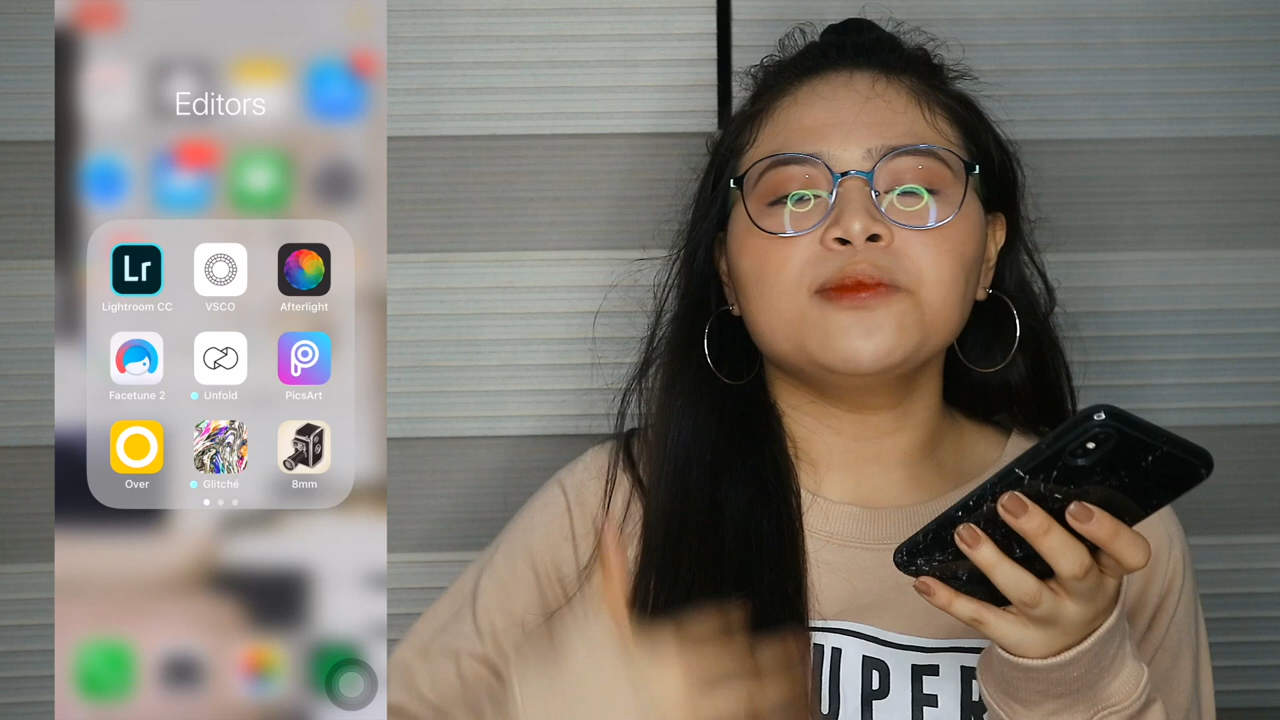 Editors
Lr
Lightroom CC
VSCO
Afterlight
Facetune 2
Unfold
PicsArt
Over
Glitché
8mm
UPER